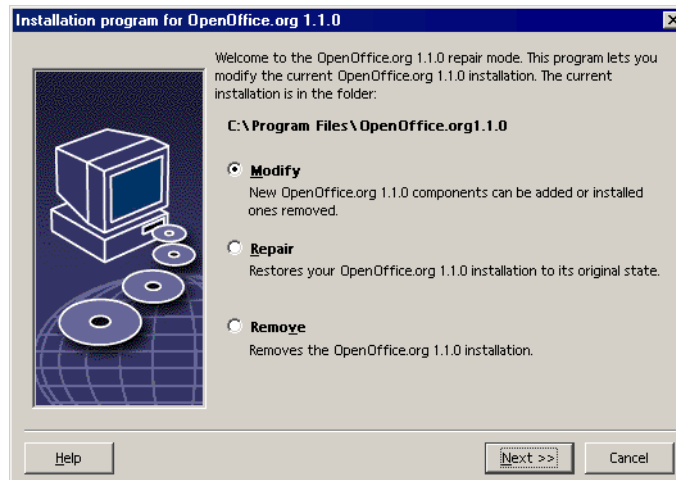 Installation program for OpenOffice.org 1.1.0
Welcome to the OpenOffice.org 1.1.0 repair mode. This program lets you
modify the current OpenOffice.org 1.1.0 installation. The current
installation is in the folder:
C:\Program Files\OpenOffice.org1.1.0
Modify
New OpenOffice.org 1.1.0 components can be added or installed
ones removed.
Repair
Restores your OpenOffice.org 1.1.0 installation to its original state.
Remove
Removes the OpenOffice.org 1.1.0 installation.
Help
Next >>
Cancel